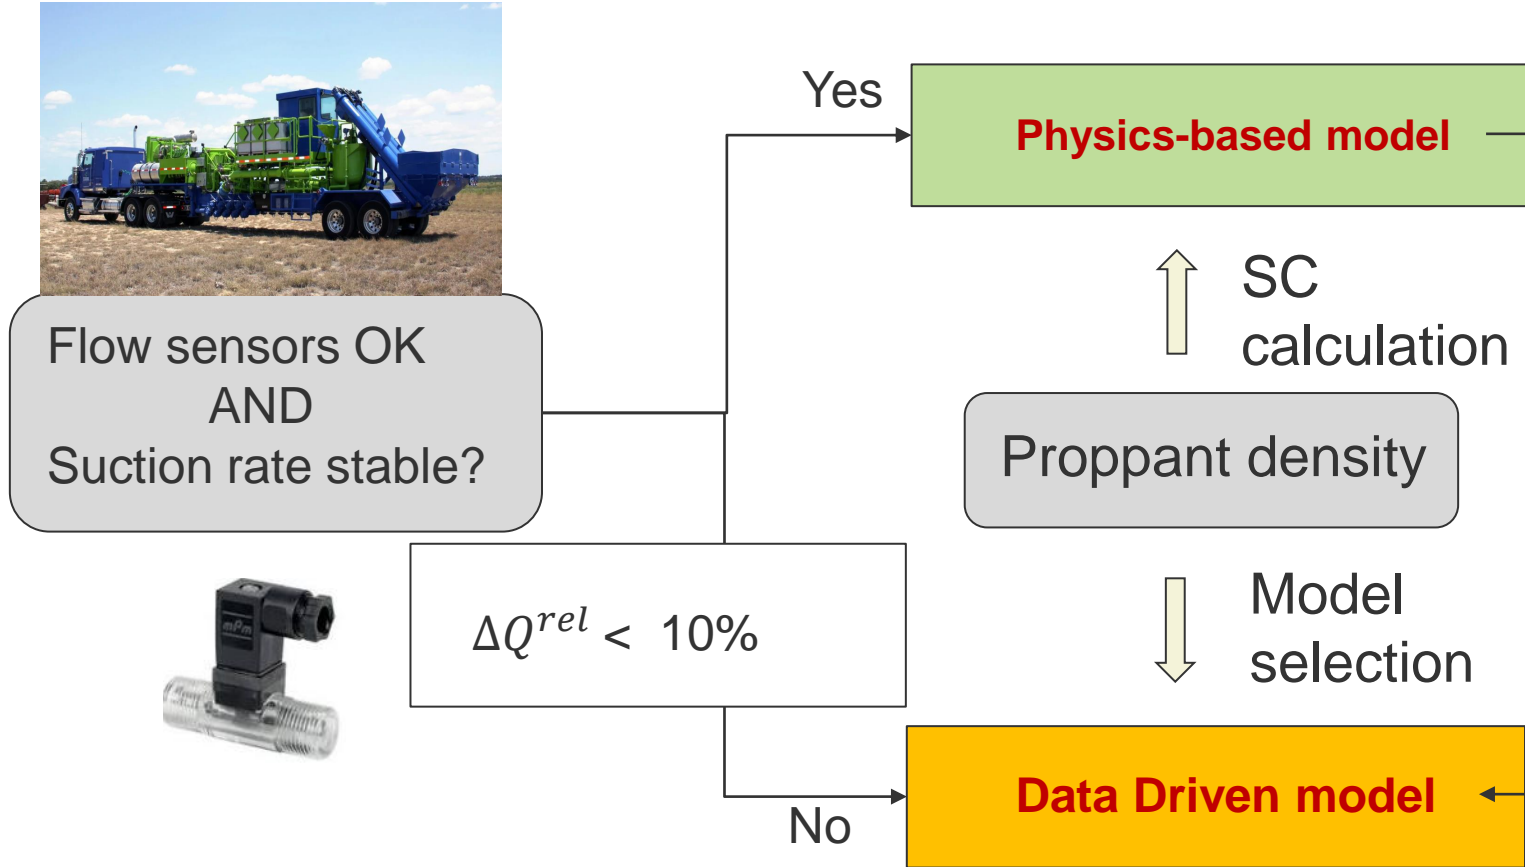 Yes
Physics-based model
SC
calculation
Flow sensors OK
AND
Suction rate stable?
Proppant density
ΔQ^{rel} < 10%
Model
selection
Data Driven model
No